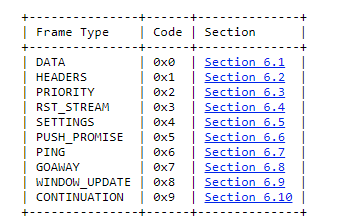 +---------------+------+--------------+
| Frame Type    | Code | Section      |
+---------------+------+--------------+
| DATA          | 0x0  | Section 6.1  |
| HEADERS       | 0x1  | Section 6.2  |
| PRIORITY      | 0x2  | Section 6.3  |
| RST_STREAM    | 0x3  | Section 6.4  |
| SETTINGS      | 0x4  | Section 6.5  |
| PUSH_PROMISE  | 0x5  | Section 6.6  |
| PING          | 0x6  | Section 6.7  |
| GOAWAY        | 0x7  | Section 6.8  |
| WINDOW_UPDATE | 0x8  | Section 6.9  |
| CONTINUATION  | 0x9  | Section 6.10 |
+---------------+------+--------------+